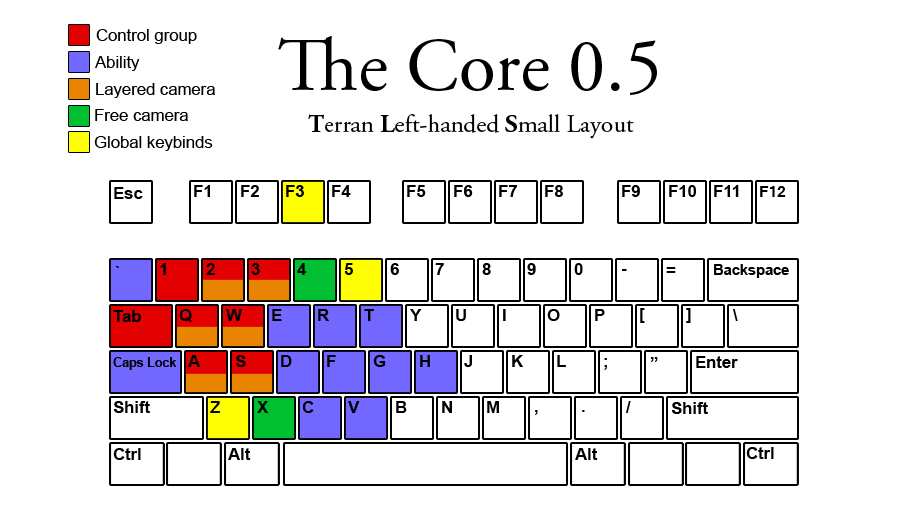 Control group
Ability
Layered camera
Free camera
Global keybinds
The Core 0.5
Terran Left-handed Small Layout
Esc F1 F2 F3 F4 F5 F6 F7 F8 F9 F10 F11 F12
` 1 2 3 4 5 6 7 8 9 0 - = Backspace
Tab Q W E R T Y U I O P [ ] \
Caps Lock A S D F G H J K L ; ” Enter
Shift Z X C V B N M , . / Shift
Ctrl Alt Alt Ctrl